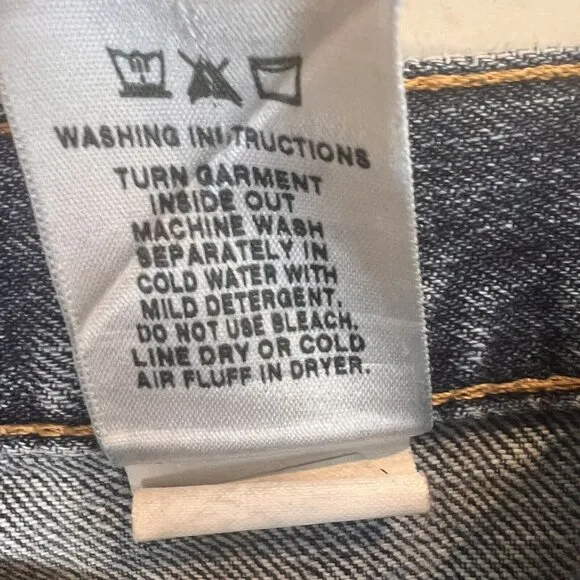 WASHING INSTRUCTIONS
TURN GARMENT
INSIDE OUT
MACHINE WASH
SEPARATELY IN
COLD WATER WITH
MILD DETERGENT.
DO NOT USE BLEACH.
LINE DRY OR COLD
AIR FLUFF IN DRYER.